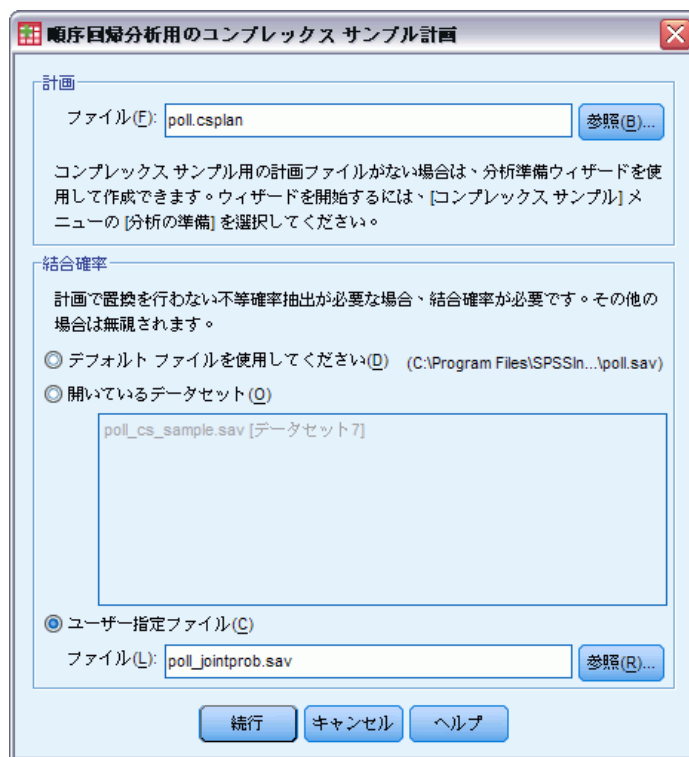 順序回帰分析用のコンプレックス サンプル計画
計画
ファイル(F): poll.csplan 参照(B)...
コンプレックス サンプル用の計画ファイルがない場合は、分析準備ウィザードを使
用して作成できます。ウィザードを開始するには、[コンプレックス サンプル] メ
ニューの [分析の準備] を選択してください。
結合確率
計画で置換を行わない不等確率抽出が必要な場合、結合確率が必要です。その他の
場合は無視されます。
デフォルト ファイルを使用してください(D) (C:\Program Files\SPSSIn...\poll.sav)
開いているデータセット(O)
poll_cs_sample.sav [データセット7]
ユーザー指定ファイル(C)
ファイル(L): poll_jointprob.sav 参照(R)...
続行 キャンセル ヘルプ